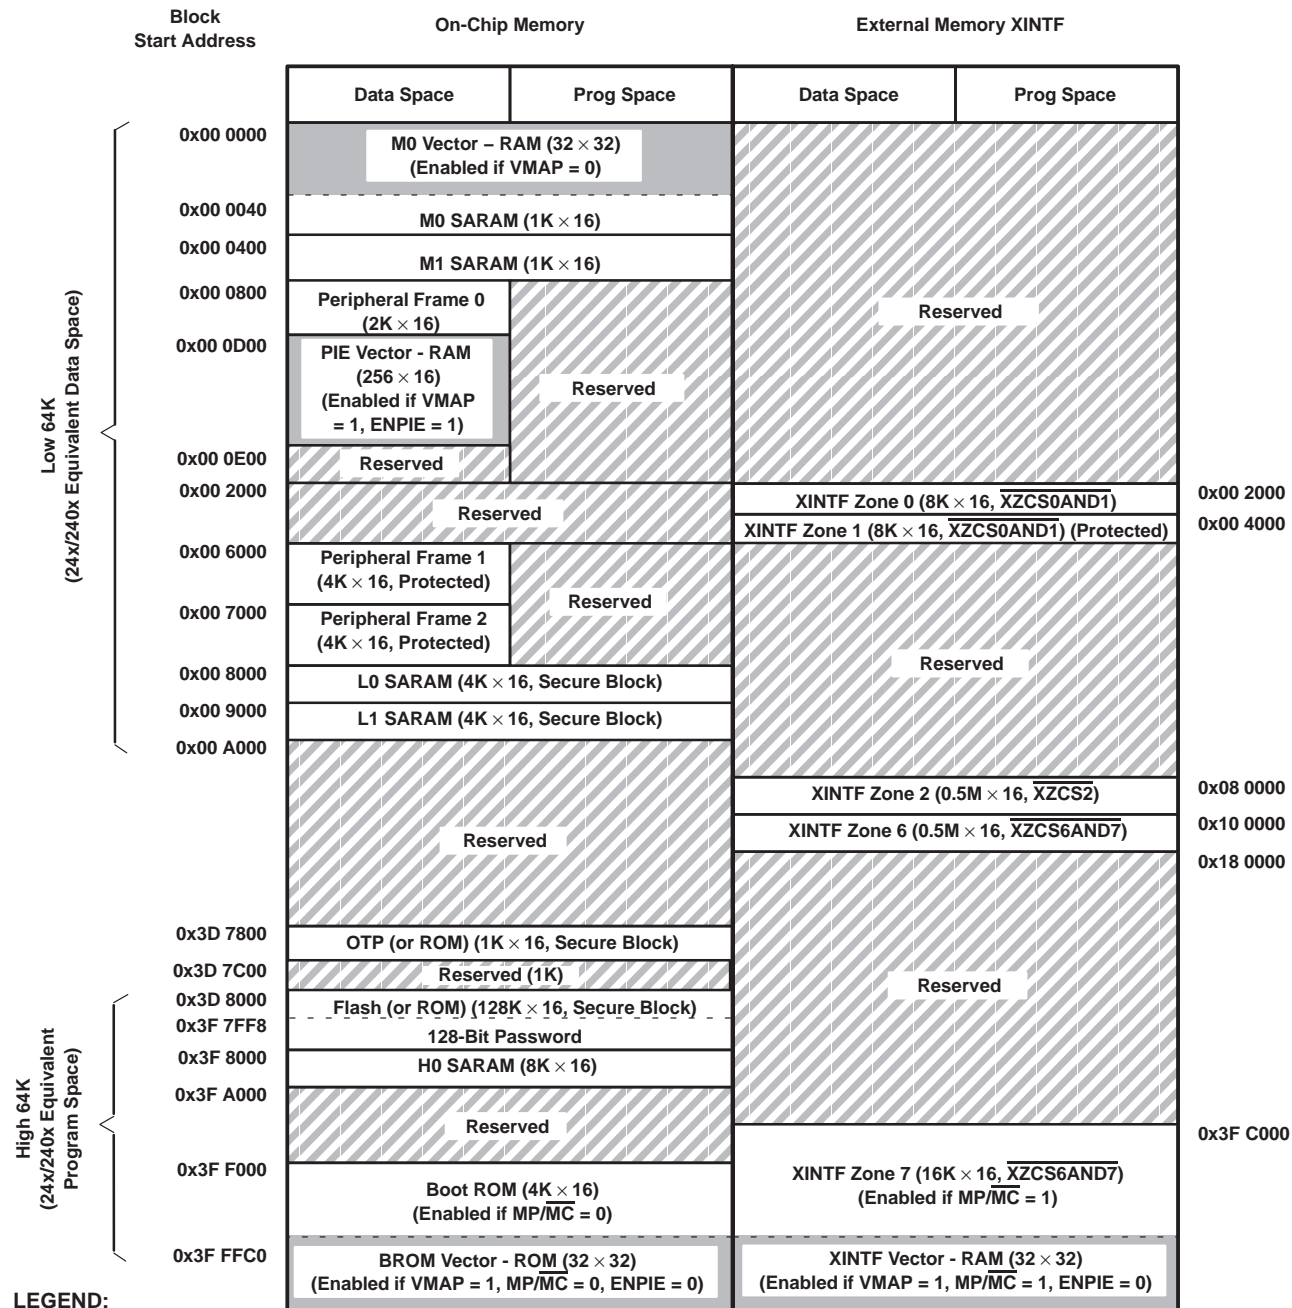 Block
Start Address
On-Chip Memory
External Memory XINTF
Data Space
Prog Space
Data Space
Prog Space
Low 64K
(24x/240x Equivalent Data Space)
0x00 0000
M0 Vector – RAM (32 × 32)
(Enabled if VMAP = 0)
0x00 0040
M0 SARAM (1K × 16)
0x00 0400
M1 SARAM (1K × 16)
0x00 0800
Peripheral Frame 0
(2K × 16)
Reserved
0x00 0D00
PIE Vector - RAM
(256 × 16)
(Enabled if VMAP
= 1, ENPIE = 1)
Reserved
0x00 0E00
Reserved
0x00 2000
Reserved
XINTF Zone 0 (8K × 16, XZCS0AND1)
0x00 2000
XINTF Zone 1 (8K × 16, XZCS0AND1) (Protected)
0x00 4000
0x00 6000
Peripheral Frame 1
(4K × 16, Protected)
Reserved
0x00 7000
Peripheral Frame 2
(4K × 16, Protected)
Reserved
0x00 8000
L0 SARAM (4K × 16, Secure Block)
0x00 9000
L1 SARAM (4K × 16, Secure Block)
0x00 A000
Reserved
XINTF Zone 2 (0.5M × 16, XZCS2)
0x08 0000
XINTF Zone 6 (0.5M × 16, XZCS6AND7)
0x10 0000
0x18 0000
0x3D 7800
OTP (or ROM) (1K × 16, Secure Block)
0x3D 7C00
Reserved (1K)
Reserved
High 64K
(24x/240x Equivalent
Program Space)
0x3D 8000
Flash (or ROM) (128K × 16, Secure Block)
0x3F 7FF8
128-Bit Password
0x3F 8000
H0 SARAM (8K × 16)
0x3F A000
Reserved
0x3F C000
0x3F F000
Boot ROM (4K × 16)
(Enabled if MP/MC = 0)
XINTF Zone 7 (16K × 16, XZCS6AND7)
(Enabled if MP/MC = 1)
0x3F FFC0
BROM Vector - ROM (32 × 32)
(Enabled if VMAP = 1, MP/MC = 0, ENPIE = 0)
XINTF Vector - RAM (32 × 32)
(Enabled if VMAP = 1, MP/MC = 1, ENPIE = 0)
LEGEND: